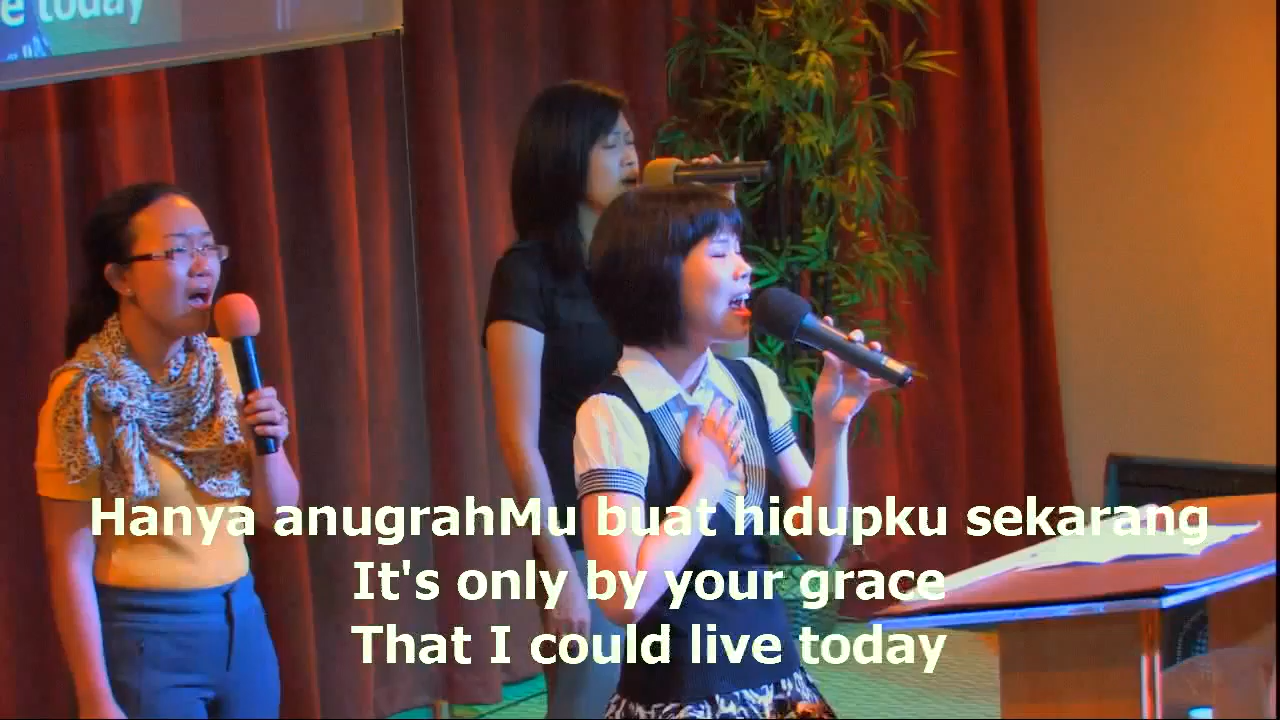 e today
Hanya anugrahMu buat hidupku sekarang
It's only by your grace
That I could live today